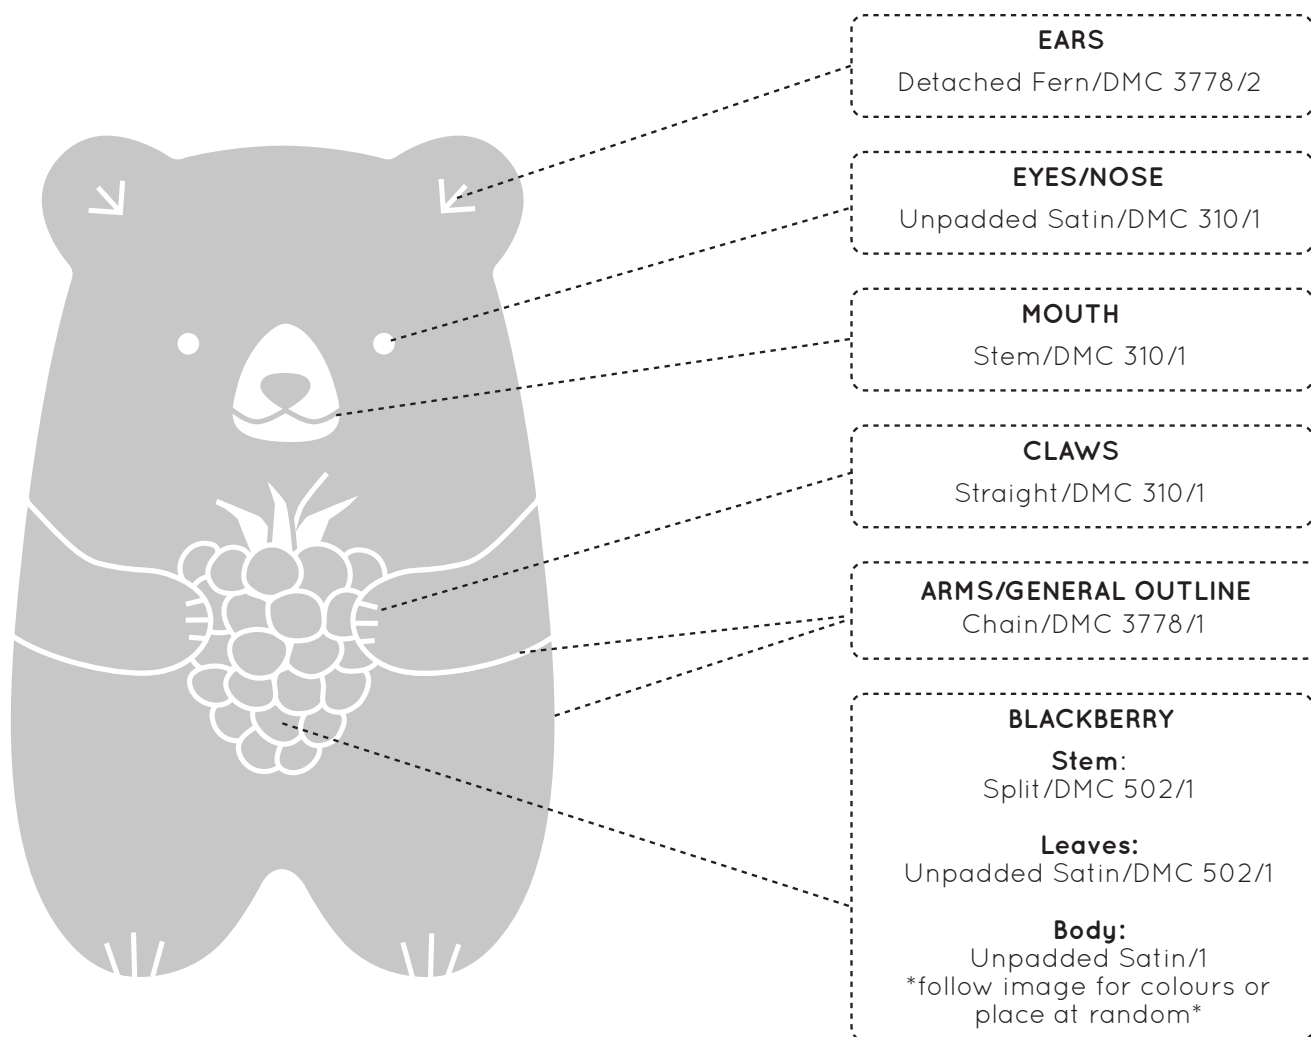 EARS
Detached Fern/DMC 3778/2
EYES/NOSE
Unpadded Satin/DMC 310/1
MOUTH
Stem/DMC 310/1
CLAWS
Straight/DMC 310/1
ARMS/GENERAL OUTLINE
Chain/DMC 3778/1
BLACKBERRY
Stem:
Split/DMC 502/1
Leaves:
Unpadded Satin/DMC 502/1
Body:
Unpadded Satin/1
*follow image for colours or
place at random*